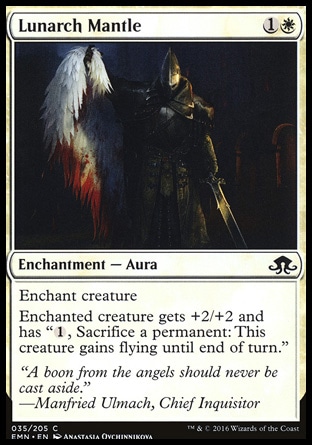 Lunarch Mantle 1
Enchantment — Aura
Enchant creature
Enchanted creature gets +2/+2 and
has “1, Sacrifice a permanent: This
creature gains flying until end of turn.”
“A boon from the angels should never be
cast aside.”
—Manfried Ulmach, Chief Inquisitor
035/205 C
EMN • EN Anastasia Ovchinnikova
™ & © 2016 Wizards of the Coast